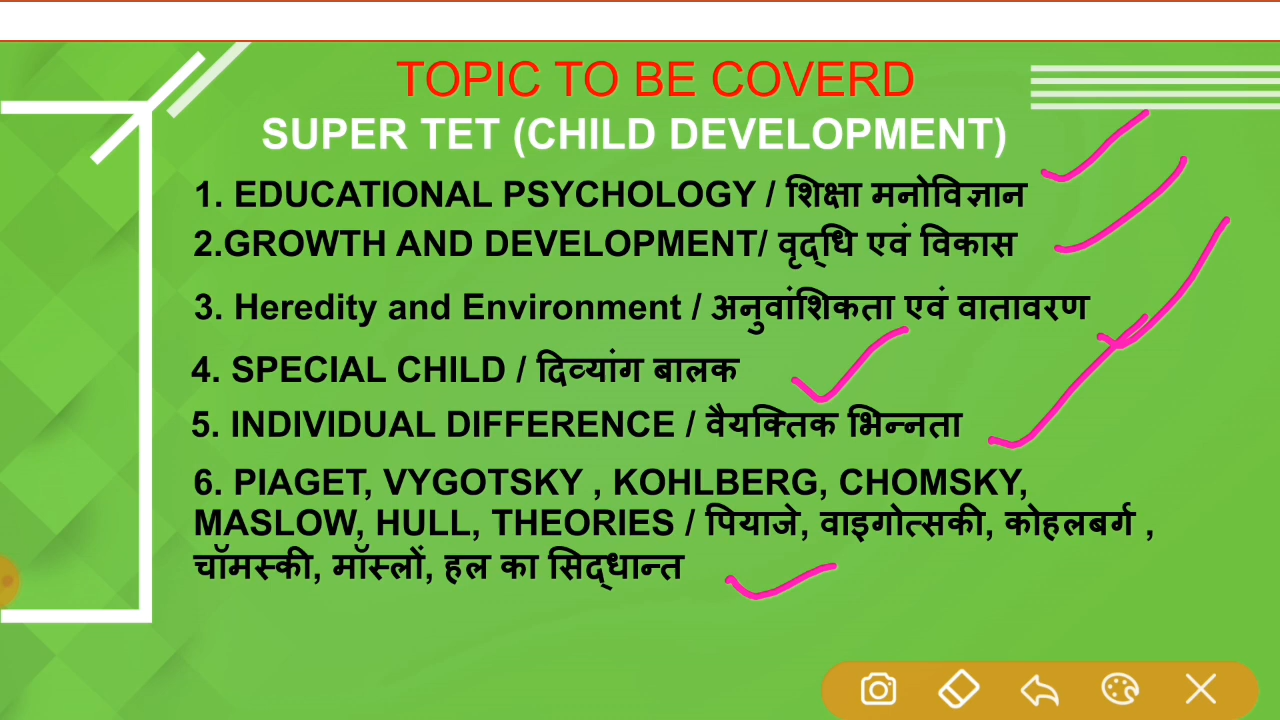 TOPIC TO BE COVERD
SUPER TET (CHILD DEVELOPMENT)
1. EDUCATIONAL PSYCHOLOGY / शिक्षा मनोविज्ञान
2.GROWTH AND DEVELOPMENT/ वृद्धि एवं विकास
3. Heredity and Environment / अनुवांशिकता एवं वातावरण
4. SPECIAL CHILD / दिव्यांग बालक
5. INDIVIDUAL DIFFERENCE / वैयक्तिक भिन्नता
6. PIAGET, VYGOTSKY , KOHLBERG, CHOMSKY,
MASLOW, HULL, THEORIES / पियाजे, वाइगोत्सकी, कोहलबर्ग ,
चॉमस्की, मॉस्लों, हल का सिद्धान्त